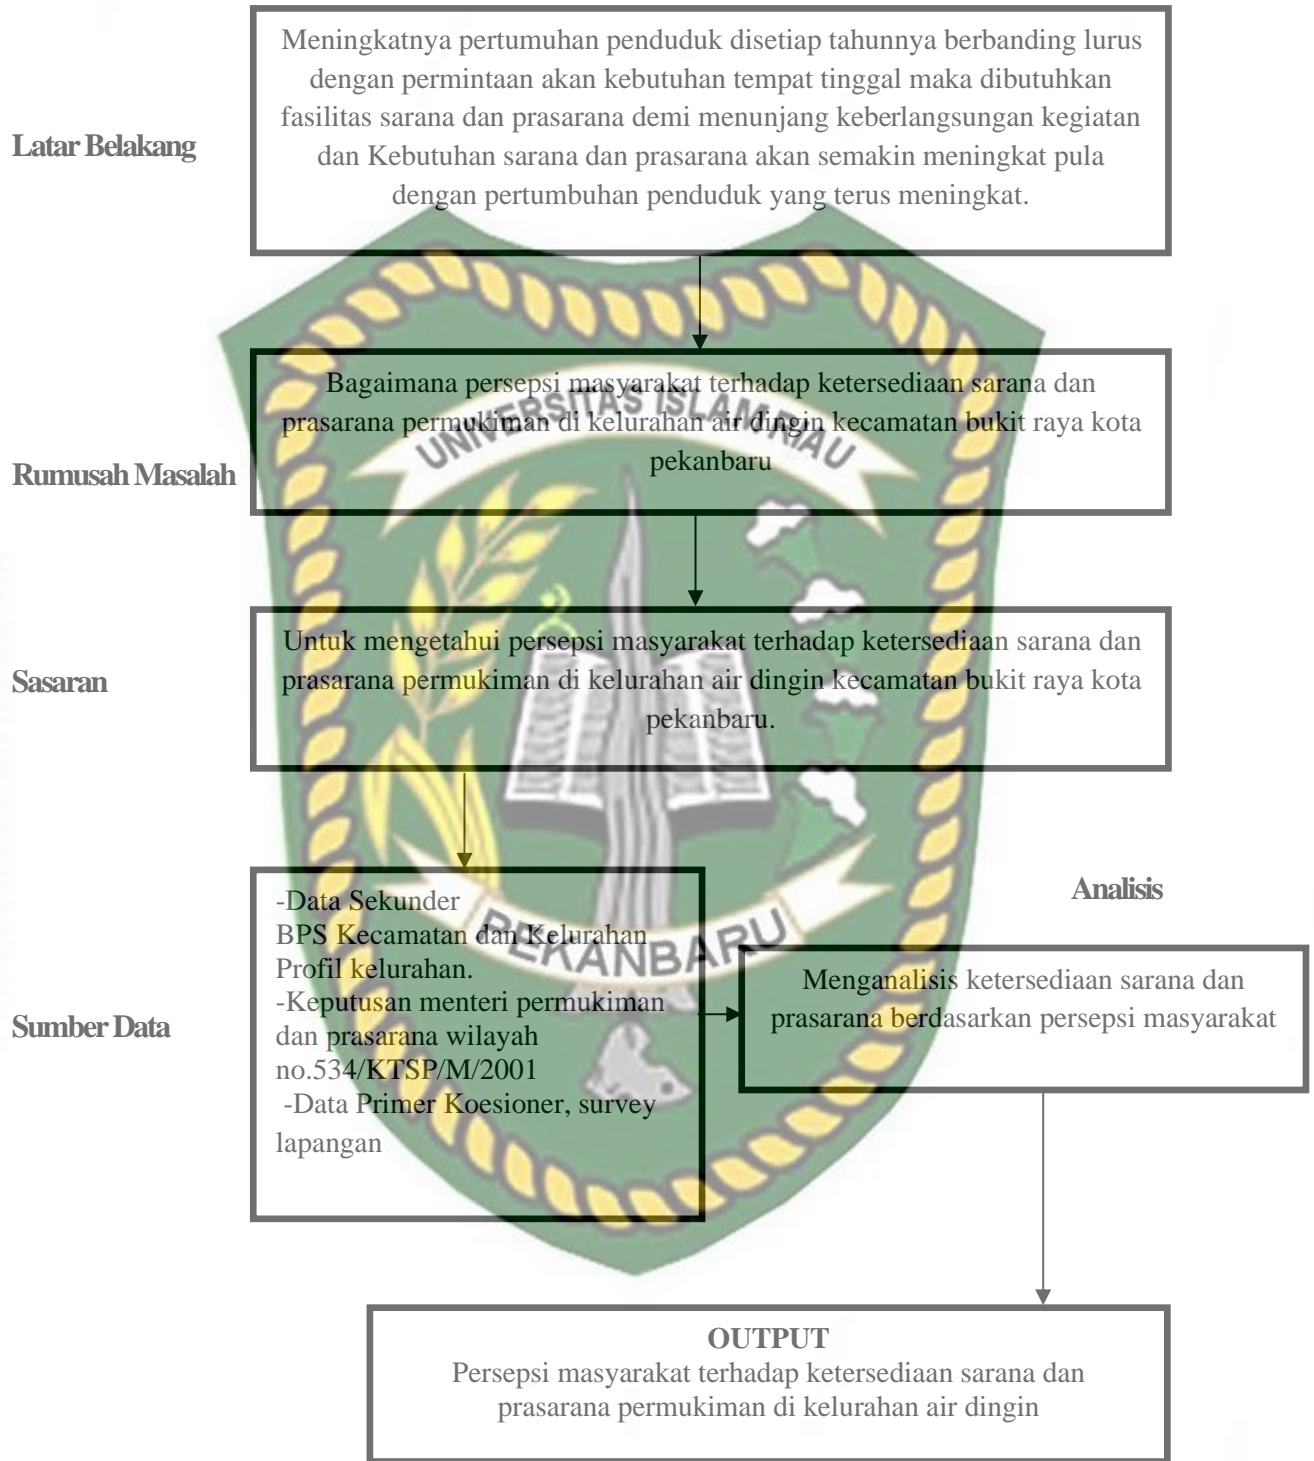 Meningkatnya pertumuhan penduduk disetiap tahunnya berbanding lurus
dengan permintaan akan kebutuhan tempat tinggal maka dibutuhkan
fasilitas sarana dan prasarana demi menunjang keberlangsungan kegiatan
dan Kebutuhan sarana dan prasarana akan semakin meningkat pula
dengan pertumbuhan penduduk yang terus meningkat.
Latar Belakang
Bagaimana persepsi masyarakat terhadap ketersediaan sarana dan
prasarana permukiman di kelurahan air dingin kecamatan bukit raya kota
pekanbaru
UNIVERSITAS ISLAM RIAU
Rumusah Masalah
Untuk mengetahui persepsi masyarakat terhadap ketersediaan sarana dan
prasarana permukiman di kelurahan air dingin kecamatan bukit raya kota
pekanbaru.
Sasaran
-Data Sekunder
BPS Kecamatan dan Kelurahan
Profil kelurahan.
-Keputusan menteri permukiman
dan prasarana wilayah
no.534/KTSP/M/2001
-Data Primer Koesioner, survey
lapangan
Sumber Data
PEKANBARU
Analisis
Menganalisis ketersediaan sarana dan
prasarana berdasarkan persepsi masyarakat
OUTPUT
Persepsi masyarakat terhadap ketersediaan sarana dan
prasarana permukiman di kelurahan air dingin